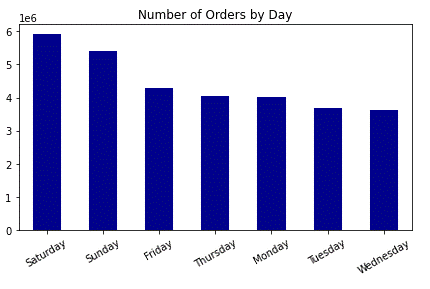 Number of Orders by Day
1e6
6
5
4
3
2
1
0
Saturday
Sunday
Friday
Thursday
Monday
Tuesday
Wednesday